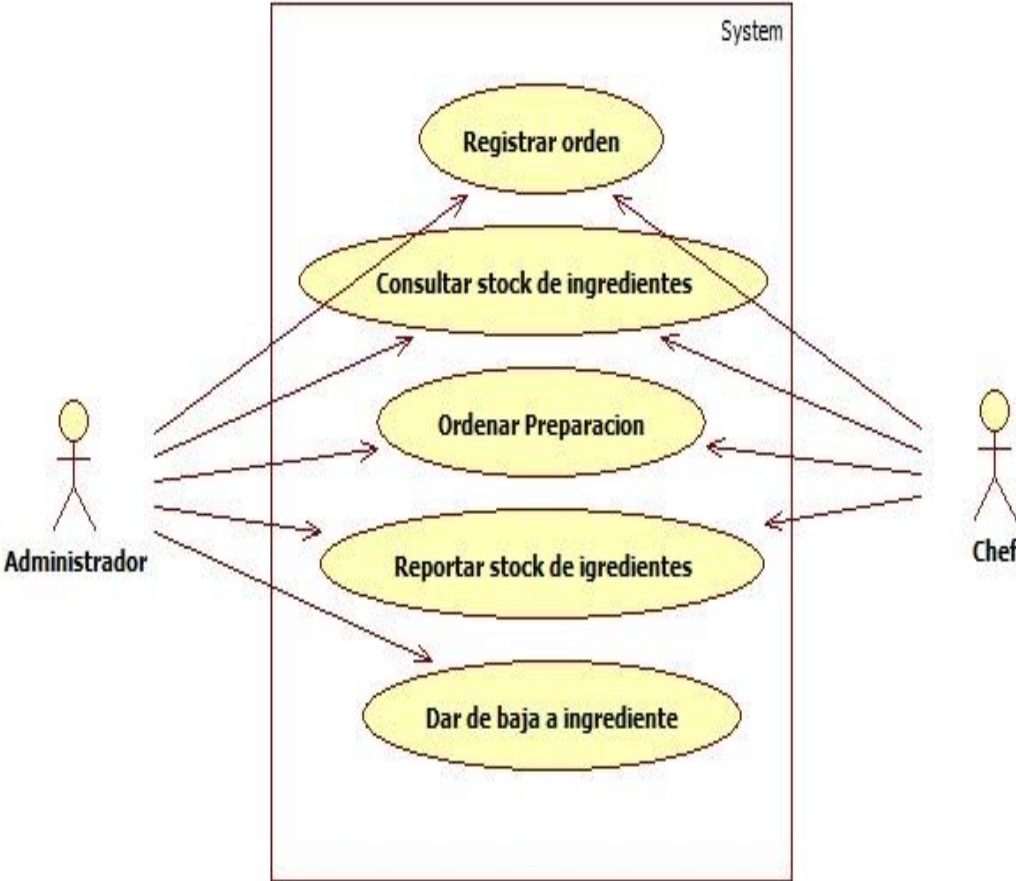 System
Registrar orden
Consultar stock de ingredientes
Ordenar Preparacion
Reportar stock de igredientes
Dar de baja a ingrediente
Administrador
Chef